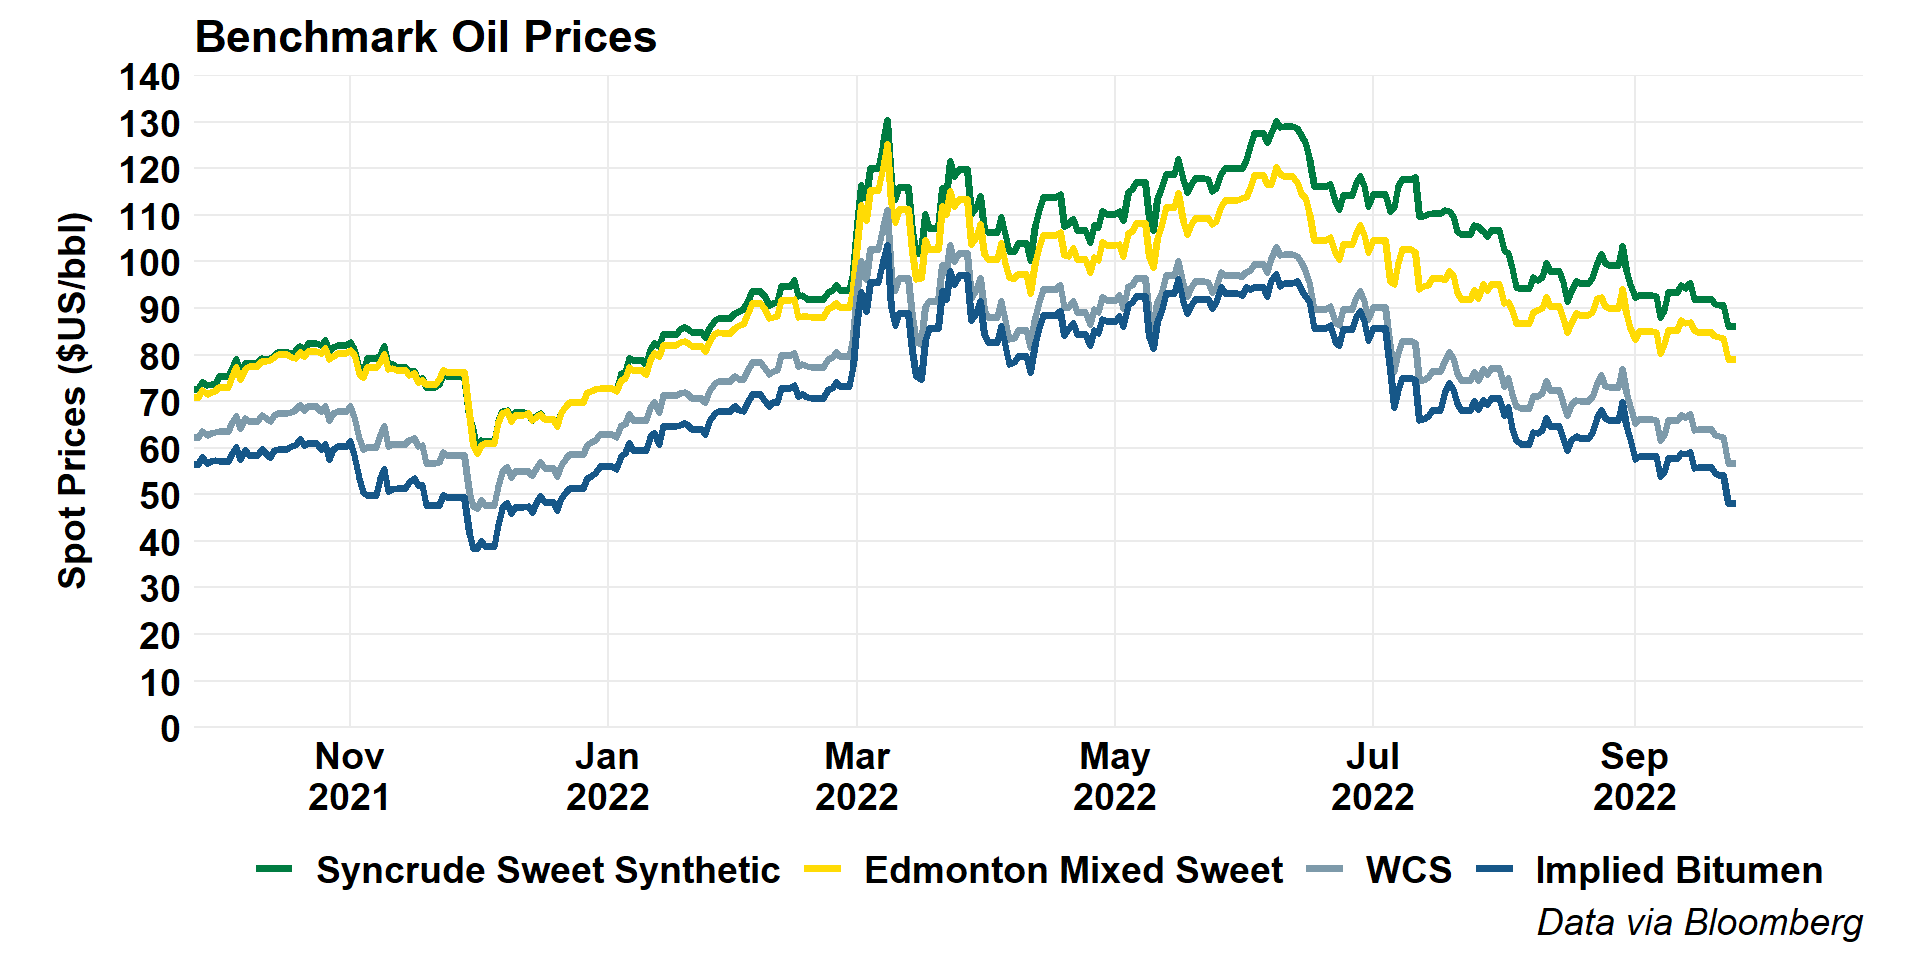 Benchmark Oil Prices
Spot Prices ($US/bbl)
140
130
120
110
100
90
80
70
60
50
40
30
20
10
0
Nov Jan Mar May Jul Sep
2021 2022 2022 2022 2022 2022
Syncrude Sweet Synthetic Edmonton Mixed Sweet WCS Implied Bitumen
Data via Bloomberg